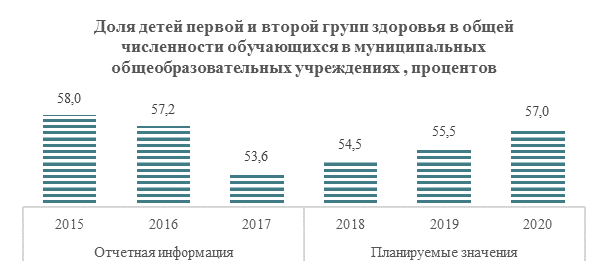 Доля детей первой и второй групп здоровья в общей
численности обучающихся в муниципальных
общеобразовательных учреждениях , процентов
58,0 57,2 53,6 54,5 55,5 57,0
2015 2016 2017 2018 2019 2020
Отчетная информация Планируемые значения